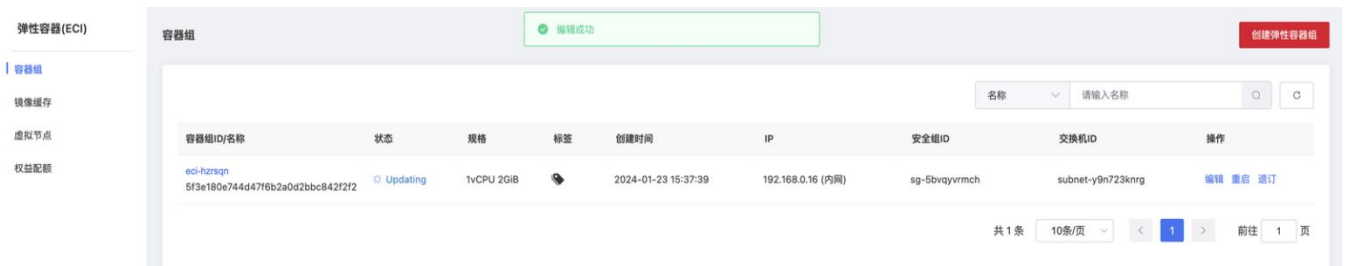 弹性容器(ECI)
容器组
镜像缓存
虚拟节点
权益配额
容器组
编辑成功
创建弹性容器组
名称 请输入名称
容器组ID/名称 状态 规格 标签 创建时间 IP 安全组ID 交换机ID 操作
eci-hzrsqn
5f3e180e744d47f6b2a0d2bbc842f2f2 Updating 1vCPU 2GiB 2024-01-23 15:37:39 192.168.0.16 (内网) sg-5bvqyvrmch subnet-y9n723knrg 编辑 重启 退订
共 1 条 10条/页 1 前往 1 页